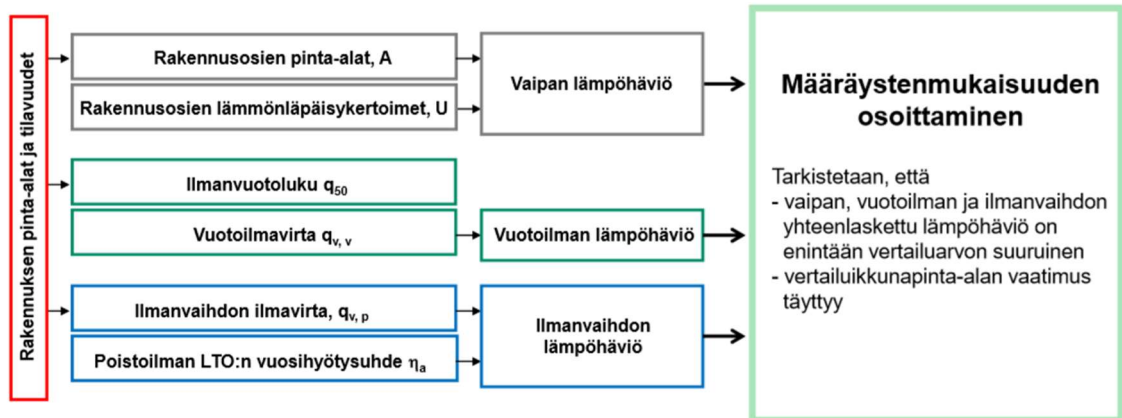 Rakennuksen pinta-alat ja tilavuudet
Rakennusosien pinta-alat, A
Rakennusosien lämmönläpäisykertoimet, U
Vaipan lämpöhäviö
Ilmanvuotoluku q50
Vuotoilmavirta qv, v
Vuotoilman lämpöhäviö
Ilmanvaihdon ilmavirta, qv, p
Poistoilman LTO:n vuosihyötysuhde ηa
Ilmanvaihdon
lämpöhäviö
Määräystenmukaisuuden
osoittaminen
Tarkistetaan, että
- vaipan, vuotoilman ja ilmanvaihdon
yhteenlaskettu lämpöhäviö on
enintään vertailuarvon suuruinen
- vertailuikkunapinta-alan vaatimus
täyttyy